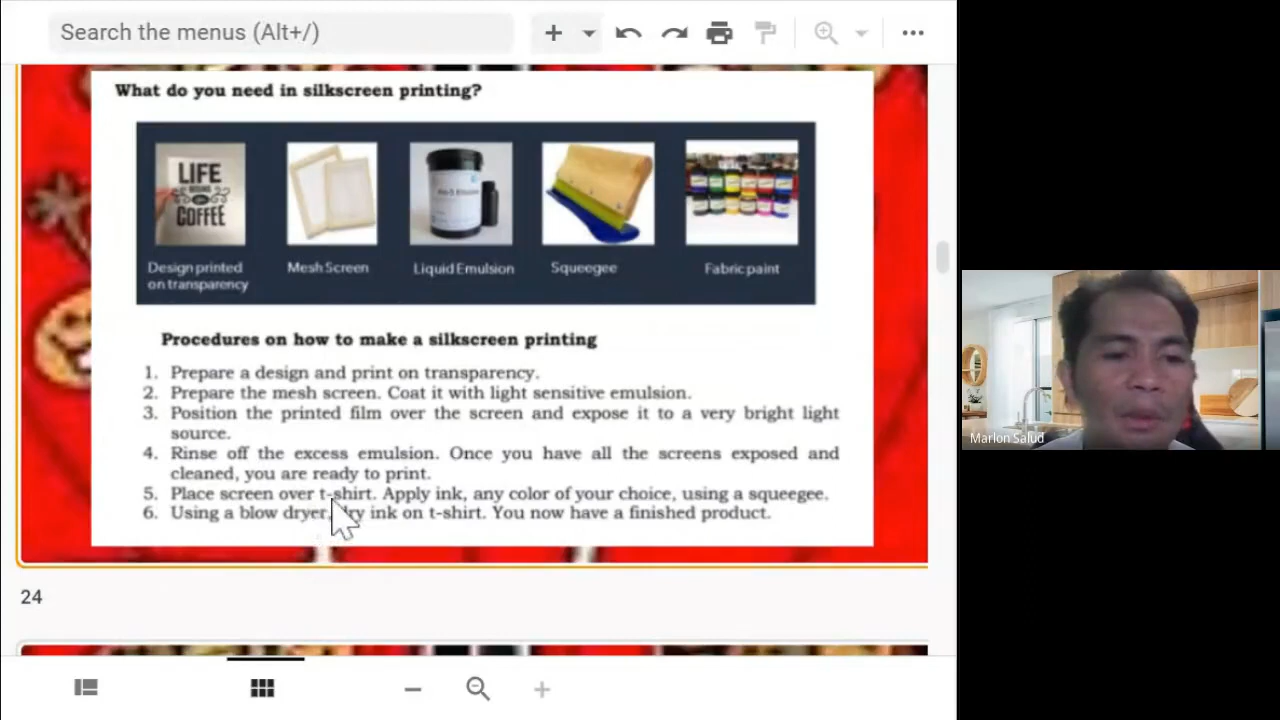 Search the menus (Alt+/)
What do you need in silkscreen printing?
LIFE
BEGINS
COFFEE
Design printed
on transparency
Mesh Screen
Liquid Emulsion
Squeegee
Fabric paint
Procedures on how to make a silkscreen printing
1. Prepare a design and print on transparency.
2. Prepare the mesh screen. Coat it with light sensitive emulsion.
3. Position the printed film over the screen and expose it to a very bright light
source.
4. Rinse off the excess emulsion. Once you have all the screens exposed and
cleaned, you are ready to print.
5. Place screen over t-shirt. Apply ink, any color of your choice, using a squeegee.
6. Using a blow dryer, dry ink on t-shirt. You now have a finished product.
24
Marlon Salud